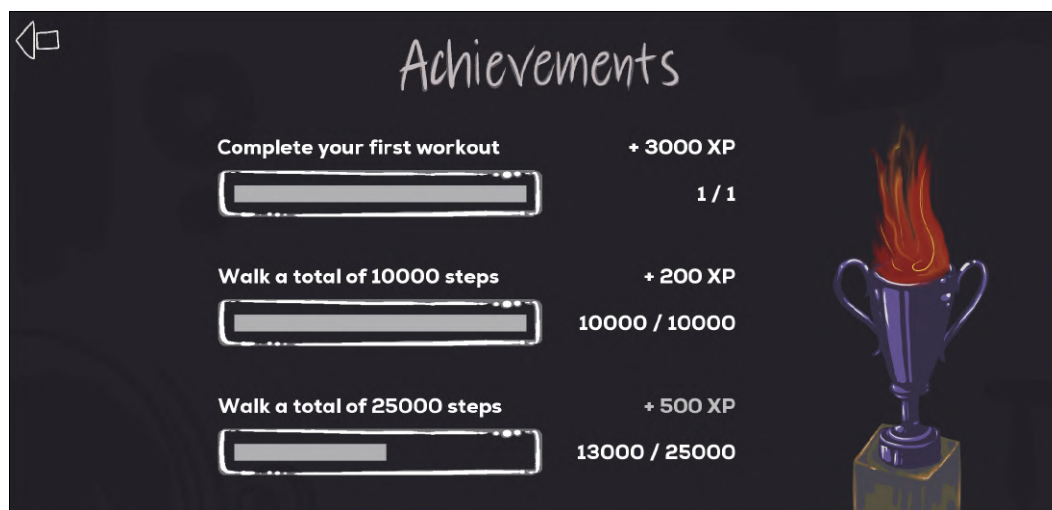 Achievements
Complete your first workout + 3000 XP
1 / 1
Walk a total of 10000 steps + 200 XP
10000 / 10000
Walk a total of 25000 steps + 500 XP
13000 / 25000